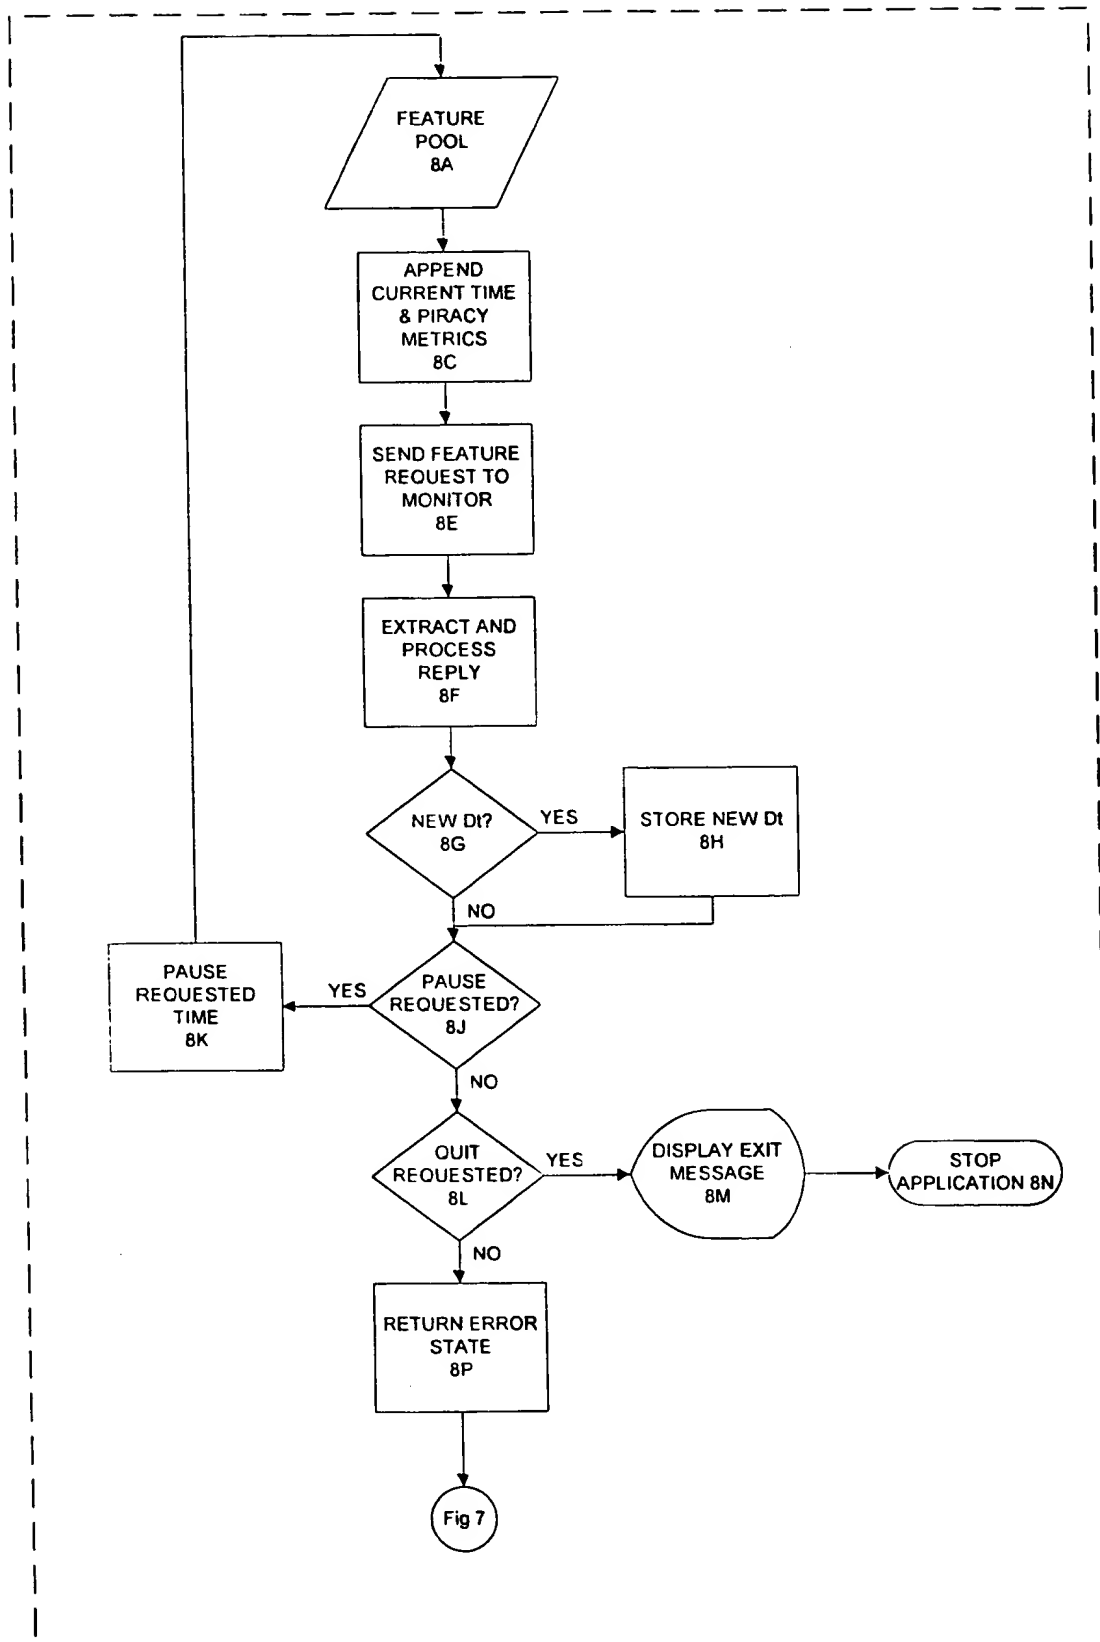 FEATURE
POOL
8A
APPEND
CURRENT TIME
& PIRACY
METRICS
8C
SEND FEATURE
REQUEST TO
MONITOR
8E
EXTRACT AND
PROCESS
REPLY
8F
NEW Dt?
8G
YES
STORE NEW Dt
8H
NO
PAUSE
REQUESTED?
8J
YES
PAUSE
REQUESTED
TIME
8K
NO
QUIT
REQUESTED?
8L
YES
DISPLAY EXIT
MESSAGE
8M
STOP
APPLICATION 8N
NO
RETURN ERROR
STATE
8P
Fig 7